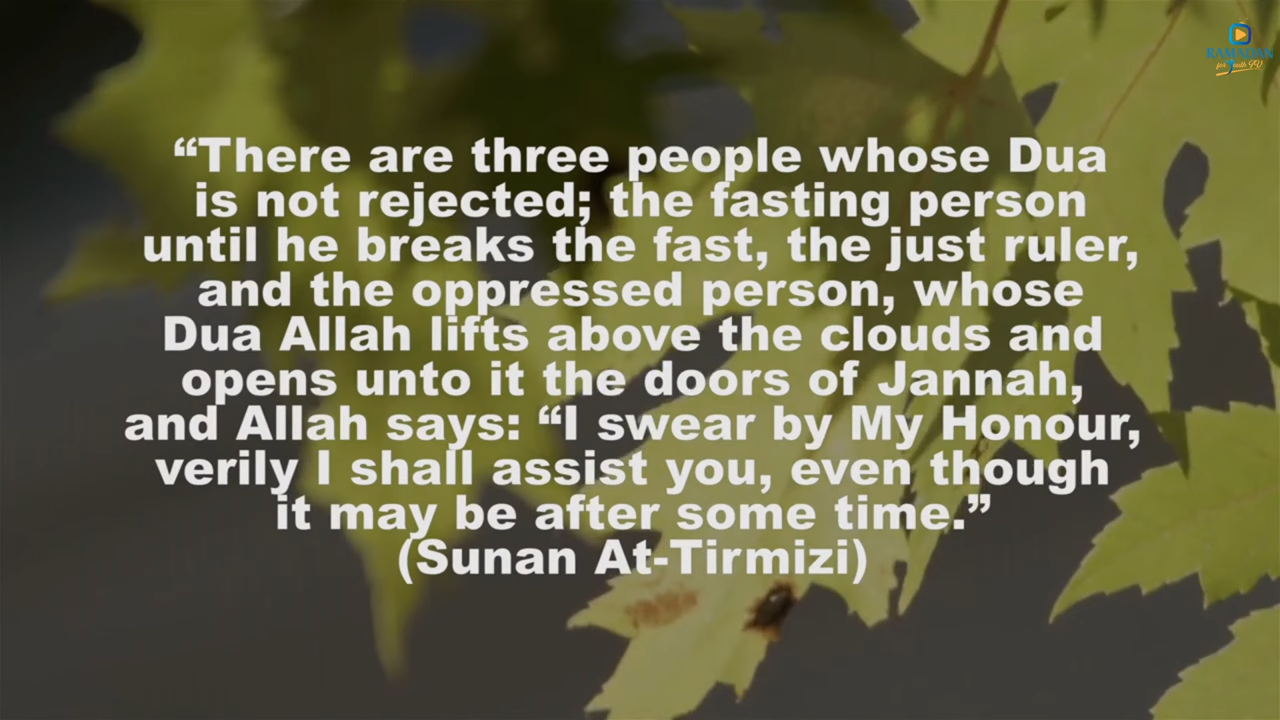 RAMADAN
“There are three people whose Dua
is not rejected; the fasting person
until he breaks the fast, the just ruler,
and the oppressed person, whose
Dua Allah lifts above the clouds and
opens unto it the doors of Jannah,
and Allah says: “I swear by My Honour,
verily I shall assist you, even though
it may be after some time.”
(Sunan At-Tirmizi)